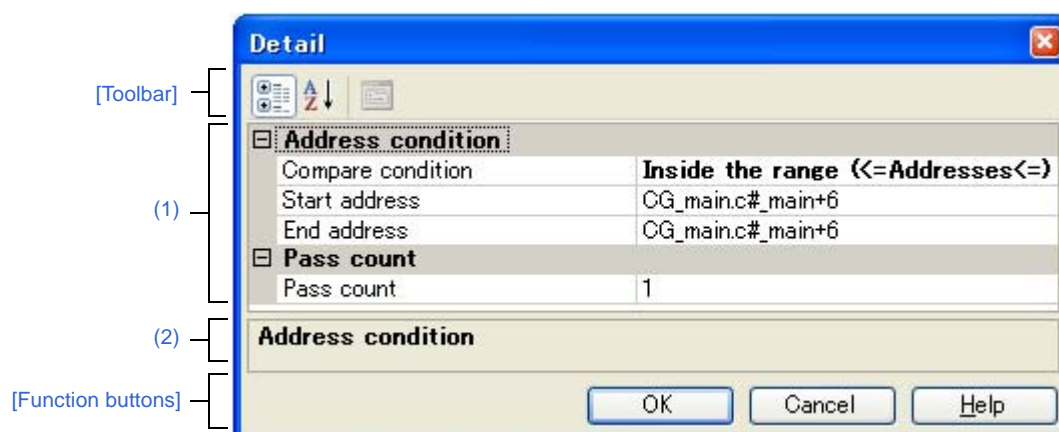 Detail
[Toolbar]
(1)
Address condition
Compare condition Inside the range (<=Addresses<=)
Start address CG_main.c#_main+6
End address CG_main.c#_main+6
Pass count
Pass count 1
(2)
Address condition
[Function buttons]
OK Cancel Help